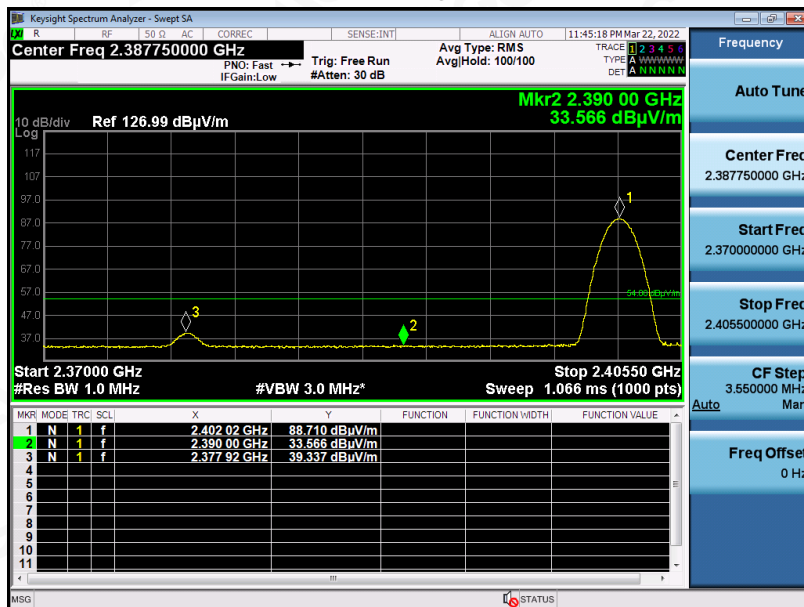 Keysight Spectrum Analyzer - Swept SA
LXI R RF 50 Ω AC CORREC SENSE:INT ALIGN AUTO 11:45:18 PM Mar 22, 2022
Center Freq 2.387750000 GHz
PNO: Fast
IFGain:Low
Trig: Free Run
#Atten: 30 dB
Avg Type: RMS
Avg|Hold: 100/100
TRACE 1 2 3 4 5 6
TYPE A WWWWW
DET A N N N N N
Mkr2 2.390 00 GHz
33.566 dBµV/m
10 dB/div Ref 126.99 dBµV/m
Log
117
107
97.0
87.0
77.0
67.0
57.0
47.0
37.0
1
54.00 dBµV/m
3
2
Start 2.37000 GHz Stop 2.40550 GHz
#Res BW 1.0 MHz #VBW 3.0 MHz* Sweep 1.066 ms (1000 pts)
MKR MODE TRC SCL X Y FUNCTION FUNCTION WIDTH FUNCTION VALUE
1 N 1 f 2.402 02 GHz 88.710 dBµV/m
2 N 1 f 2.390 00 GHz 33.566 dBµV/m
3 N 1 f 2.377 92 GHz 39.337 dBµV/m
4
5
6
7
8
9
10
11
MSG STATUS
Frequency
Auto Tune
Center Freq
2.387750000 GHz
Start Freq
2.370000000 GHz
Stop Freq
2.405500000 GHz
CF Step
3.550000 MHz
Auto Man
Freq Offset
0 Hz